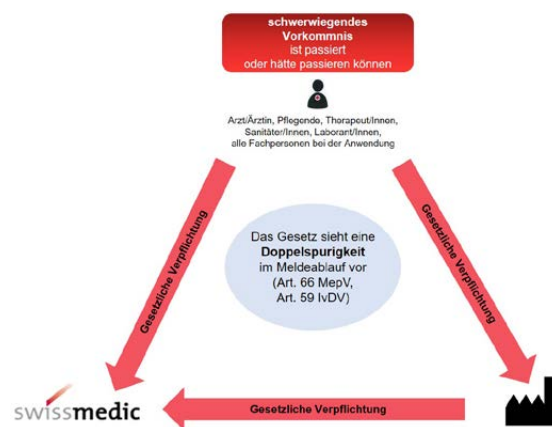 schwerwiegendes
Vorkommnis
ist passiert
oder hätte passieren können
Arzt/Ärztin, Pflegende, Therapeut/Innen,
Sanitäter/Innen, Laborant/Innen,
alle Fachpersonen bei der Anwendung
Gesetzliche Verpflichtung
Gesetzliche Verpflichtung
Das Gesetz sieht eine
Doppelspurigkeit
im Meldeablauf vor
(Art. 66 MepV,
Art. 59 IvDV)
swissmedic
Gesetzliche Verpflichtung